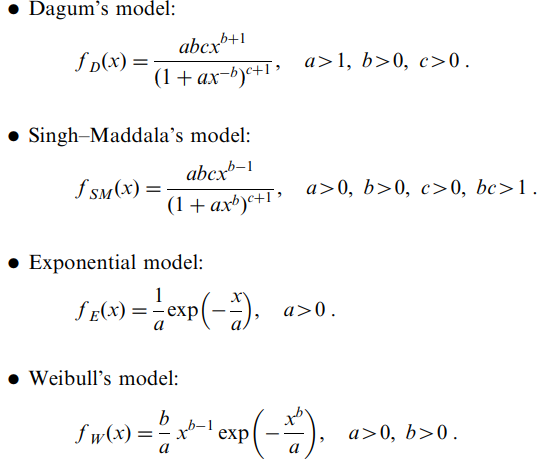 ● Dagum's model:
f_D(x) = abcx^{b+1} / (1 + ax^{-b})^{c+1}, a>1, b>0, c>0 .
● Singh–Maddala's model:
f_{SM}(x) = abcx^{b-1} / (1 + ax^b)^{c+1}, a>0, b>0, c>0, bc>1 .
● Exponential model:
f_E(x) = 1/a exp(-x/a), a>0 .
● Weibull's model:
f_W(x) = b/a x^{b-1} exp(-x^b/a), a>0, b>0 .